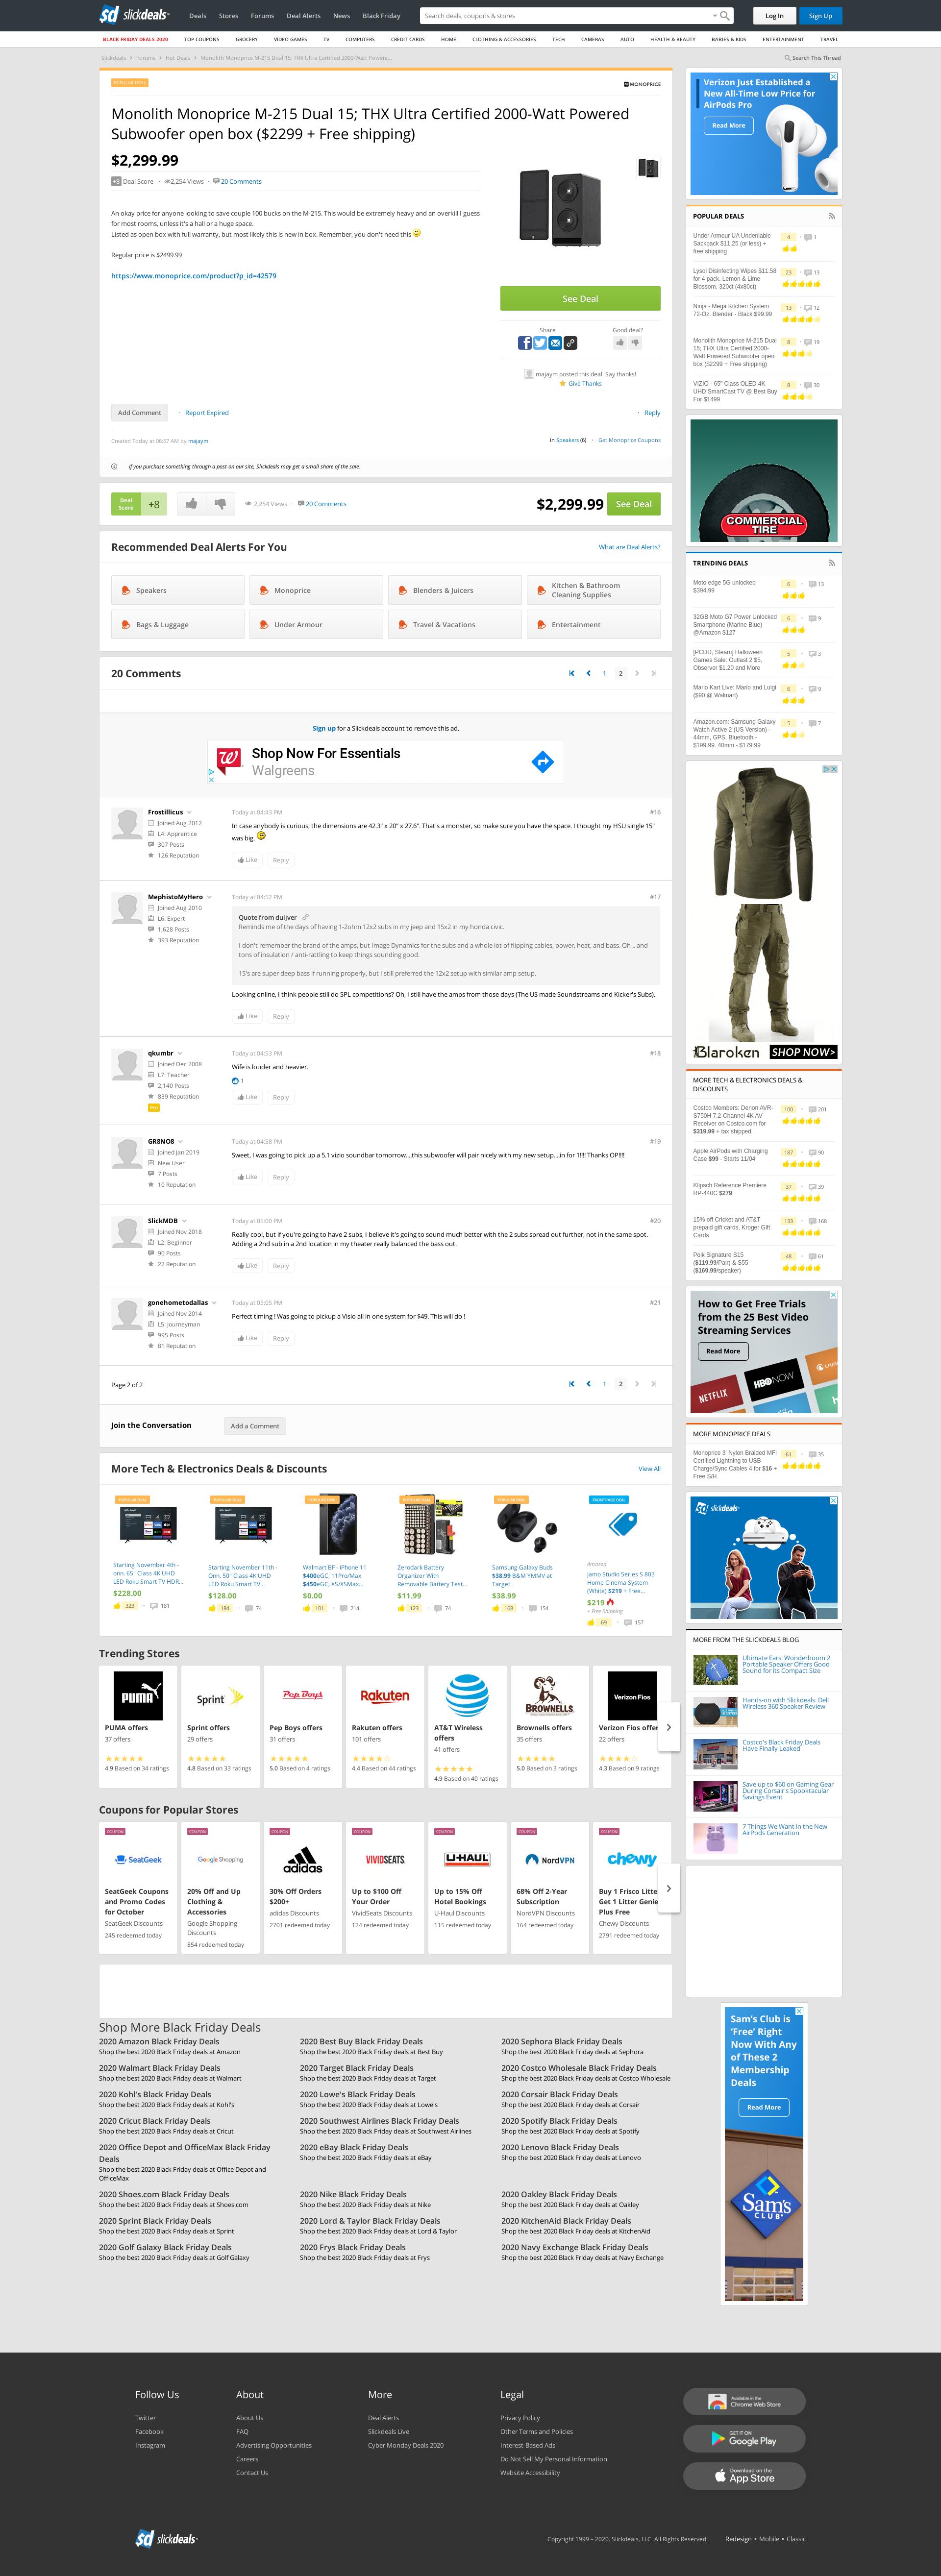 slickdeals
Deals
Stores
Forums
Deal Alerts
News
Black Friday
Search deals, coupons & stores
Log In
Sign Up
BLACK FRIDAY DEALS 2020
TOP COUPONS
GROCERY
VIDEO GAMES
TV
COMPUTERS
CREDIT CARDS
HOME
CLOTHING & ACCESSORIES
TECH
CAMERAS
AUTO
HEALTH & BEAUTY
BABIES & KIDS
ENTERTAINMENT
TRAVEL
Slickdeals > Forums > Hot Deals > Monolith Monoprice M-215 Dual 15; THX Ultra Certified 2000-Watt Powere...
Search This Thread
POPULAR DEAL
MONOPRICE
Monolith Monoprice M-215 Dual 15; THX Ultra Certified 2000-Watt Powered
Subwoofer open box ($2299 + Free shipping)
$2,299.99
+8 Deal Score
2,254 Views
20 Comments
An okay price for anyone looking to save couple 100 bucks on the M-215. This would be extremely heavy and an overkill I guess
for most rooms, unless it's a hall or a huge space.
Listed as open box with full warranty, but most likely this is new in box. Remember, you don't need this
Regular price is $2499.99
https://www.monoprice.com/product?p_id=42579
See Deal
Share
Good deal?
majaym posted this deal. Say thanks!
Give Thanks
Add Comment
Report Expired
Reply
Created Today at 06:57 AM by majaym
in Speakers (6)
Get Monoprice Coupons
If you purchase something through a post on our site, Slickdeals may get a small share of the sale.
Deal
Score
+8
2,254 Views
20 Comments
$2,299.99
See Deal
Recommended Deal Alerts For You
What are Deal Alerts?
Speakers
Monoprice
Blenders & Juicers
Kitchen & Bathroom
Cleaning Supplies
Bags & Luggage
Under Armour
Travel & Vacations
Entertainment
20 Comments
1
2
Sign up for a Slickdeals account to remove this ad.
Shop Now For Essentials
Walgreens
Frostillicus
Joined Aug 2012
L4: Apprentice
307 Posts
126 Reputation
Today at 04:43 PM
#16
In case anybody is curious, the dimensions are 42.3" x 20" x 27.6". That's a monster, so make sure you have the space. I thought my HSU single 15"
was big.
Like
Reply
MephistoMyHero
Joined Aug 2010
L6: Expert
1,628 Posts
393 Reputation
Today at 04:52 PM
#17
Quote from duijver
Reminds me of the days of having 1-2ohm 12x2 subs in my jeep and 15x2 in my honda civic.
I don't remember the brand of the amps, but Image Dynamics for the subs and a whole lot of flipping cables, power, heat, and bass. Oh .. and
tons of insulation / anti-rattling to keep things sounding good.
15's are super deep bass if running properly, but I still preferred the 12x2 setup with similar amp setup.
Looking online, I think people still do SPL competitions? Oh, I still have the amps from those days (The US made Soundstreams and Kicker's Subs).
Like
Reply
qkumbr
Joined Dec 2008
L7: Teacher
2,140 Posts
839 Reputation
Pro
Today at 04:53 PM
#18
Wife is louder and heavier.
1
Like
Reply
GR8NO8
Joined Jan 2019
New User
7 Posts
10 Reputation
Today at 04:58 PM
#19
Sweet, I was going to pick up a 5.1 vizio soundbar tomorrow....this subwoofer will pair nicely with my new setup....in for 1!!!! Thanks OP!!!!
Like
Reply
SlickMDB
Joined Nov 2018
L2: Beginner
90 Posts
22 Reputation
Today at 05:00 PM
#20
Really cool, but if you're going to have 2 subs, I believe it's going to sound much better with the 2 subs spread out further, not in the same spot.
Adding a 2nd sub in a 2nd location in my theater really balanced the bass out.
Like
Reply
gonehometodallas
Joined Nov 2014
L5: Journeyman
995 Posts
81 Reputation
Today at 05:05 PM
#21
Perfect timing ! Was going to pickup a Visio all in one system for $49. This will do !
Like
Reply
Page 2 of 2
1
2
Join the Conversation
Add a Comment
More Tech & Electronics Deals & Discounts
View All
POPULAR DEAL
Starting November 4th -
onn. 65" Class 4K UHD
LED Roku Smart TV HDR...
$228.00
323
181
POPULAR DEAL
Starting November 11th -
Onn. 50" Class 4K UHD
LED Roku Smart TV...
$128.00
184
74
POPULAR DEAL
Walmart BF - iPhone 11
$400eGC, 11Pro/Max
$450eGC, XS/XSMax...
$0.00
101
214
POPULAR DEAL
Zerodark Battery
Organizer With
Removable Battery Test...
$11.99
123
74
POPULAR DEAL
Samsung Galaxy Buds
$38.99 B&M YMMV at
Target
$38.99
168
154
FRONTPAGE DEAL
Amazon
Jamo Studio Series S 803
Home Cinema System
(White) $219 + Free...
$219
+ Free Shipping
69
157
Trending Stores
PUMA
PUMA offers
37 offers
4.9 Based on 34 ratings
Sprint
Sprint offers
29 offers
4.8 Based on 33 ratings
Pep Boys
Pep Boys offers
31 offers
5.0 Based on 4 ratings
Rakuten
Rakuten offers
101 offers
4.4 Based on 44 ratings
AT&T Wireless
offers
41 offers
4.9 Based on 40 ratings
BROWNELLS
Brownells offers
35 offers
5.0 Based on 3 ratings
Verizon Fios
Verizon Fios offer
22 offers
4.3 Based on 9 ratings
Coupons for Popular Stores
COUPON
SeatGeek
SeatGeek Coupons
and Promo Codes
for October
SeatGeek Discounts
245 redeemed today
COUPON
Google Shopping
20% Off and Up
Clothing &
Accessories
Google Shopping
Discounts
854 redeemed today
COUPON
adidas
30% Off Orders
$200+
adidas Discounts
2701 redeemed today
COUPON
VIVIDSEATS
Up to $100 Off
Your Order
VividSeats Discounts
124 redeemed today
COUPON
U-HAUL
Up to 15% Off
Hotel Bookings
U-Haul Discounts
115 redeemed today
COUPON
NordVPN
68% Off 2-Year
Subscription
NordVPN Discounts
164 redeemed today
COUPON
chewy
Buy 1 Frisco Litter
Get 1 Litter Genie
Plus Free
Chewy Discounts
2791 redeemed today
Shop More Black Friday Deals
2020 Amazon Black Friday Deals
Shop the best 2020 Black Friday deals at Amazon
2020 Best Buy Black Friday Deals
Shop the best 2020 Black Friday deals at Best Buy
2020 Sephora Black Friday Deals
Shop the best 2020 Black Friday deals at Sephora
2020 Walmart Black Friday Deals
Shop the best 2020 Black Friday deals at Walmart
2020 Target Black Friday Deals
Shop the best 2020 Black Friday deals at Target
2020 Costco Wholesale Black Friday Deals
Shop the best 2020 Black Friday deals at Costco Wholesale
2020 Kohl's Black Friday Deals
Shop the best 2020 Black Friday deals at Kohl's
2020 Lowe's Black Friday Deals
Shop the best 2020 Black Friday deals at Lowe's
2020 Corsair Black Friday Deals
Shop the best 2020 Black Friday deals at Corsair
2020 Cricut Black Friday Deals
Shop the best 2020 Black Friday deals at Cricut
2020 Southwest Airlines Black Friday Deals
Shop the best 2020 Black Friday deals at Southwest Airlines
2020 Spotify Black Friday Deals
Shop the best 2020 Black Friday deals at Spotify
2020 Office Depot and OfficeMax Black Friday
Deals
Shop the best 2020 Black Friday deals at Office Depot and
OfficeMax
2020 eBay Black Friday Deals
Shop the best 2020 Black Friday deals at eBay
2020 Lenovo Black Friday Deals
Shop the best 2020 Black Friday deals at Lenovo
2020 Shoes.com Black Friday Deals
Shop the best 2020 Black Friday deals at Shoes.com
2020 Nike Black Friday Deals
Shop the best 2020 Black Friday deals at Nike
2020 Oakley Black Friday Deals
Shop the best 2020 Black Friday deals at Oakley
2020 Sprint Black Friday Deals
Shop the best 2020 Black Friday deals at Sprint
2020 Lord & Taylor Black Friday Deals
Shop the best 2020 Black Friday deals at Lord & Taylor
2020 KitchenAid Black Friday Deals
Shop the best 2020 Black Friday deals at KitchenAid
2020 Golf Galaxy Black Friday Deals
Shop the best 2020 Black Friday deals at Golf Galaxy
2020 Frys Black Friday Deals
Shop the best 2020 Black Friday deals at Frys
2020 Navy Exchange Black Friday Deals
Shop the best 2020 Black Friday deals at Navy Exchange
Verizon Just Established a
New All-Time Low Price for
AirPods Pro
Read More
POPULAR DEALS
Under Armour UA Undeniable
Sackpack $11.25 (or less) +
free shipping
4
1
Lysol Disinfecting Wipes $11.58
for 4 pack, Lemon & Lime
Blossom, 320ct (4x80ct)
23
13
Ninja - Mega Kitchen System
72-Oz. Blender - Black $99.99
13
12
Monolith Monoprice M-215 Dual
15; THX Ultra Certified 2000-
Watt Powered Subwoofer open
box ($2299 + Free shipping)
8
19
VIZIO - 65" Class OLED 4K
UHD SmartCast TV @ Best Buy
For $1499
8
30
COMMERCIAL
TIRE
TRENDING DEALS
Moto edge 5G unlocked
$394.99
6
13
32GB Moto G7 Power Unlocked
Smartphone (Marine Blue)
@Amazon $127
6
9
[PCDD, Steam] Halloween
Games Sale: Outlast 2 $5,
Observer $1.20 and More
5
3
Mario Kart Live: Mario and Luigi
($90 @ Walmart)
6
9
Amazon.com: Samsung Galaxy
Watch Active 2 (US Version) -
44mm, GPS, Bluetooth -
$199.99. 40mm - $179.99
5
7
Blaroken
SHOP NOW>
MORE TECH & ELECTRONICS DEALS &
DISCOUNTS
Costco Members: Denon AVR-
S750H 7.2-Channel 4K AV
Receiver on Costco.com for
$319.99 + tax shipped
100
201
Apple AirPods with Charging
Case $99 - Starts 11/04
187
90
Klipsch Reference Premiere
RP-440C $279
37
39
15% off Cricket and AT&T
prepaid gift cards, Kroger Gift
Cards
133
168
Polk Signature S15
($119.99/Pair) & S55
($169.99/speaker)
48
61
How to Get Free Trials
from the 25 Best Video
Streaming Services
Read More
NETFLIX
HBO NOW
MORE MONOPRICE DEALS
Monoprice 3' Nylon Braided MFi
Certified Lightning to USB
Charge/Sync Cables 4 for $16 +
Free S/H
61
35
slickdeals
MORE FROM THE SLICKDEALS BLOG
Ultimate Ears' Wonderboom 2
Portable Speaker Offers Good
Sound for its Compact Size
Hands-on with Slickdeals: Dell
Wireless 360 Speaker Review
Costco's Black Friday Deals
Have Finally Leaked
Save up to $60 on Gaming Gear
During Corsair's Spooktacular
Savings Event
7 Things We Want in the New
AirPods Generation
Sam's Club is
'Free' Right
Now With Any
of These 2
Membership
Deals
Read More
Sam's
CLUB
Follow Us
Twitter
Facebook
Instagram
About
About Us
FAQ
Advertising Opportunities
Careers
Contact Us
More
Deal Alerts
Slickdeals Live
Cyber Monday Deals 2020
Legal
Privacy Policy
Other Terms and Policies
Interest-Based Ads
Do Not Sell My Personal Information
Website Accessibility
Available in the
Chrome Web Store
GET IT ON
Google Play
Download on the
App Store
slickdeals
Copyright 1999 - 2020. Slickdeals, LLC. All Rights Reserved.
Redesign • Mobile • Classic